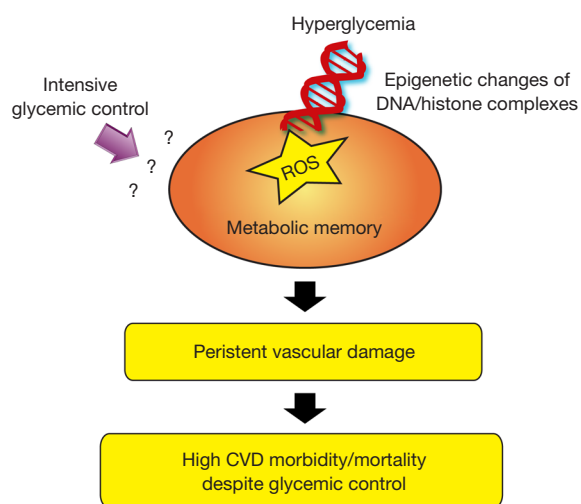 Hyperglycemia
Intensive
glycemic control
Epigenetic changes of
DNA/histone complexes
?
?
?
ROS
Metabolic memory
Peristent vascular damage
High CVD morbidity/mortality
despite glycemic control